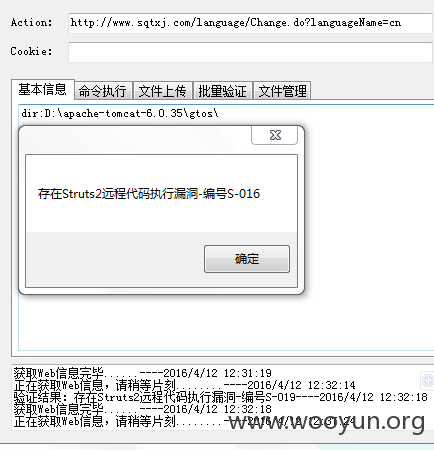 Action: http://www.sqtxj.com/language/Change.do?languageName=cn
Cookie:
基本信息 命令执行 文件上传 批量验证 文件管理
dir:D:\apache-tomcat-6.0.35\gtos\
存在Struts2远程代码执行漏洞-编号S-016
确定
获取Web信息完毕......----2016/4/12 12:31:19
正在获取Web信息，请稍等片刻........----2016/4/12 12:32:14
验证结果：存在Struts2远程代码执行漏洞-编号S-019----2016/4/12 12:32:18
获取Web信息完毕......----2016/4/12 12:32:18
正在获取Web信息，请稍等片刻........----2016/4/12
www.wooyun.org